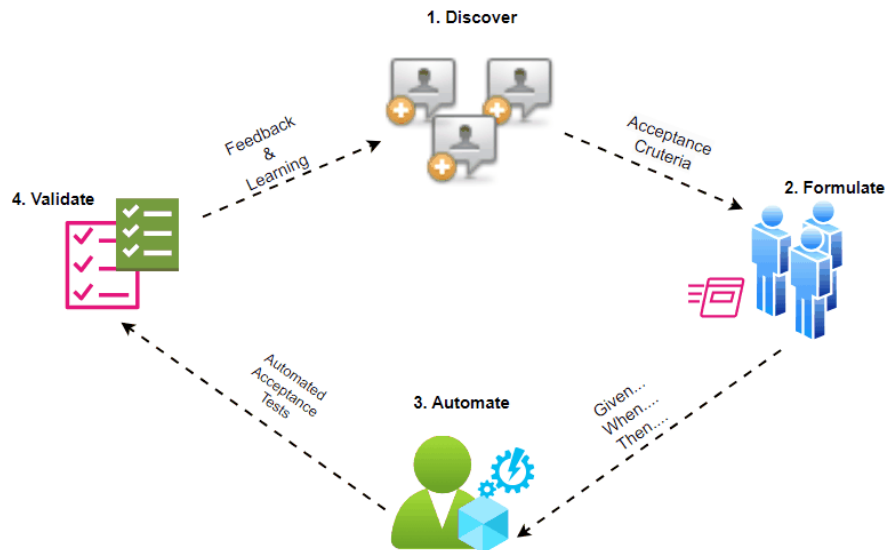 1. Discover
Acceptance
Cruteria
2. Formulate
Given...
When....
Then....
3. Automate
Automated
Acceptance
Tests
4. Validate
Feedback
&
Learning